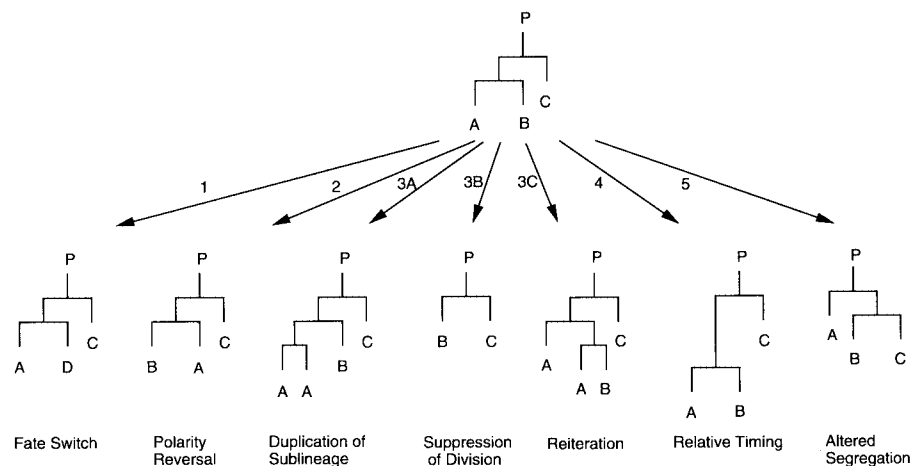 P
C
A B
1 2 3A 3B 3C 4 5
P P P P P P P
C C C B C C C A
A D B A B A C B C
A A A B A B
Fate Switch
Polarity
Reversal
Duplication of
Sublineage
Suppression
of Division
Reiteration
Relative Timing
Altered
Segregation